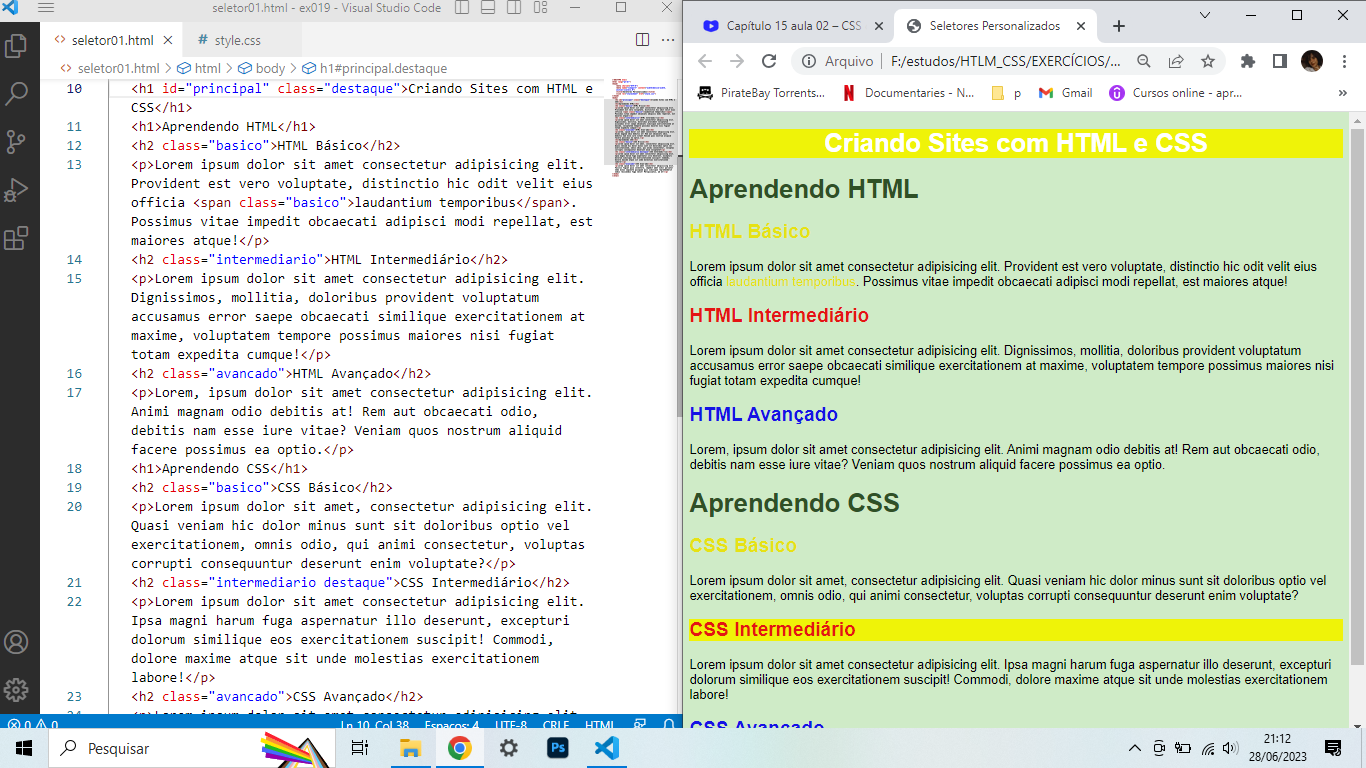 seletor01.html - ex019 - Visual Studio Code
seletor01.html
# style.css
seletor01.html > html > body > h1#principal.destaque
10 <h1 id="principal" class="destaque">Criando Sites com HTML e
CSS</h1>
11 <h1>Aprendendo HTML</h1>
12 <h2 class="basico">HTML Básico</h2>
13 <p>Lorem ipsum dolor sit amet consectetur adipisicing elit.
Provident est vero voluptate, distinctio hic odit velit eius
officia <span class="basico">laudantium temporibus</span>.
Possimus vitae impedit obcaecati adipisci modi repellat, est
maiores atque!</p>
14 <h2 class="intermediario">HTML Intermediário</h2>
15 <p>Lorem ipsum dolor sit amet consectetur adipisicing elit.
Dignissimos, mollitia, doloribus provident voluptatum
accusamus error saepe obcaecati similique exercitationem at
maxime, voluptatem tempore possimus maiores nisi fugiat
totam expedita cumque!</p>
16 <h2 class="avancado">HTML Avançado</h2>
17 <p>Lorem, ipsum dolor sit amet consectetur adipisicing elit.
Animi magnam odio debitis at! Rem aut obcaecati odio,
debitis nam esse iure vitae? Veniam quos nostrum aliquid
facere possimus ea optio.</p>
18 <h1>Aprendendo CSS</h1>
19 <h2 class="basico">CSS Básico</h2>
20 <p>Lorem ipsum dolor sit amet, consectetur adipisicing elit.
Quasi veniam hic dolor minus sunt sit doloribus optio vel
exercitationem, omnis odio, qui animi consectetur, voluptas
corrupti consequuntur deserunt enim voluptate?</p>
21 <h2 class="intermediario destaque">CSS Intermediário</h2>
22 <p>Lorem ipsum dolor sit amet consectetur adipisicing elit.
Ipsa magni harum fuga aspernatur illo deserunt, excepturi
dolorum similique eos exercitationem suscipit! Commodi,
dolore maxime atque sit unde molestias exercitationem
labore!</p>
23 <h2 class="avancado">CSS Avançado</h2>
0 0 Ln 10, Col 38 Espaços: 4 UTF-8 CRLF HTML
Capítulo 15 aula 02 – CSS
Seletores Personalizados
Arquivo | F:/estudos/HTLM_CSS/EXERCÍCIOS/...
PirateBay Torrents... Documentaries - No... p Gmail Cursos online - apr... »
Criando Sites com HTML e CSS
Aprendendo HTML
HTML Básico
Lorem ipsum dolor sit amet consectetur adipisicing elit. Provident est vero voluptate, distinctio hic odit velit eius
officia laudantium temporibus. Possimus vitae impedit obcaecati adipisci modi repellat, est maiores atque!
HTML Intermediário
Lorem ipsum dolor sit amet consectetur adipisicing elit. Dignissimos, mollitia, doloribus provident voluptatum
accusamus error saepe obcaecati similique exercitationem at maxime, voluptatem tempore possimus maiores nisi
fugiat totam expedita cumque!
HTML Avançado
Lorem, ipsum dolor sit amet consectetur adipisicing elit. Animi magnam odio debitis at! Rem aut obcaecati odio,
debitis nam esse iure vitae? Veniam quos nostrum aliquid facere possimus ea optio.
Aprendendo CSS
CSS Básico
Lorem ipsum dolor sit amet, consectetur adipisicing elit. Quasi veniam hic dolor minus sunt sit doloribus optio vel
exercitationem, omnis odio, qui animi consectetur, voluptas corrupti consequuntur deserunt enim voluptate?
CSS Intermediário
Lorem ipsum dolor sit amet consectetur adipisicing elit. Ipsa magni harum fuga aspernatur illo deserunt, excepturi
dolorum similique eos exercitationem suscipit! Commodi, dolore maxime atque sit unde molestias exercitationem
labore!
CSS Avançado
Pesquisar
Ps
21:12
28/06/2023